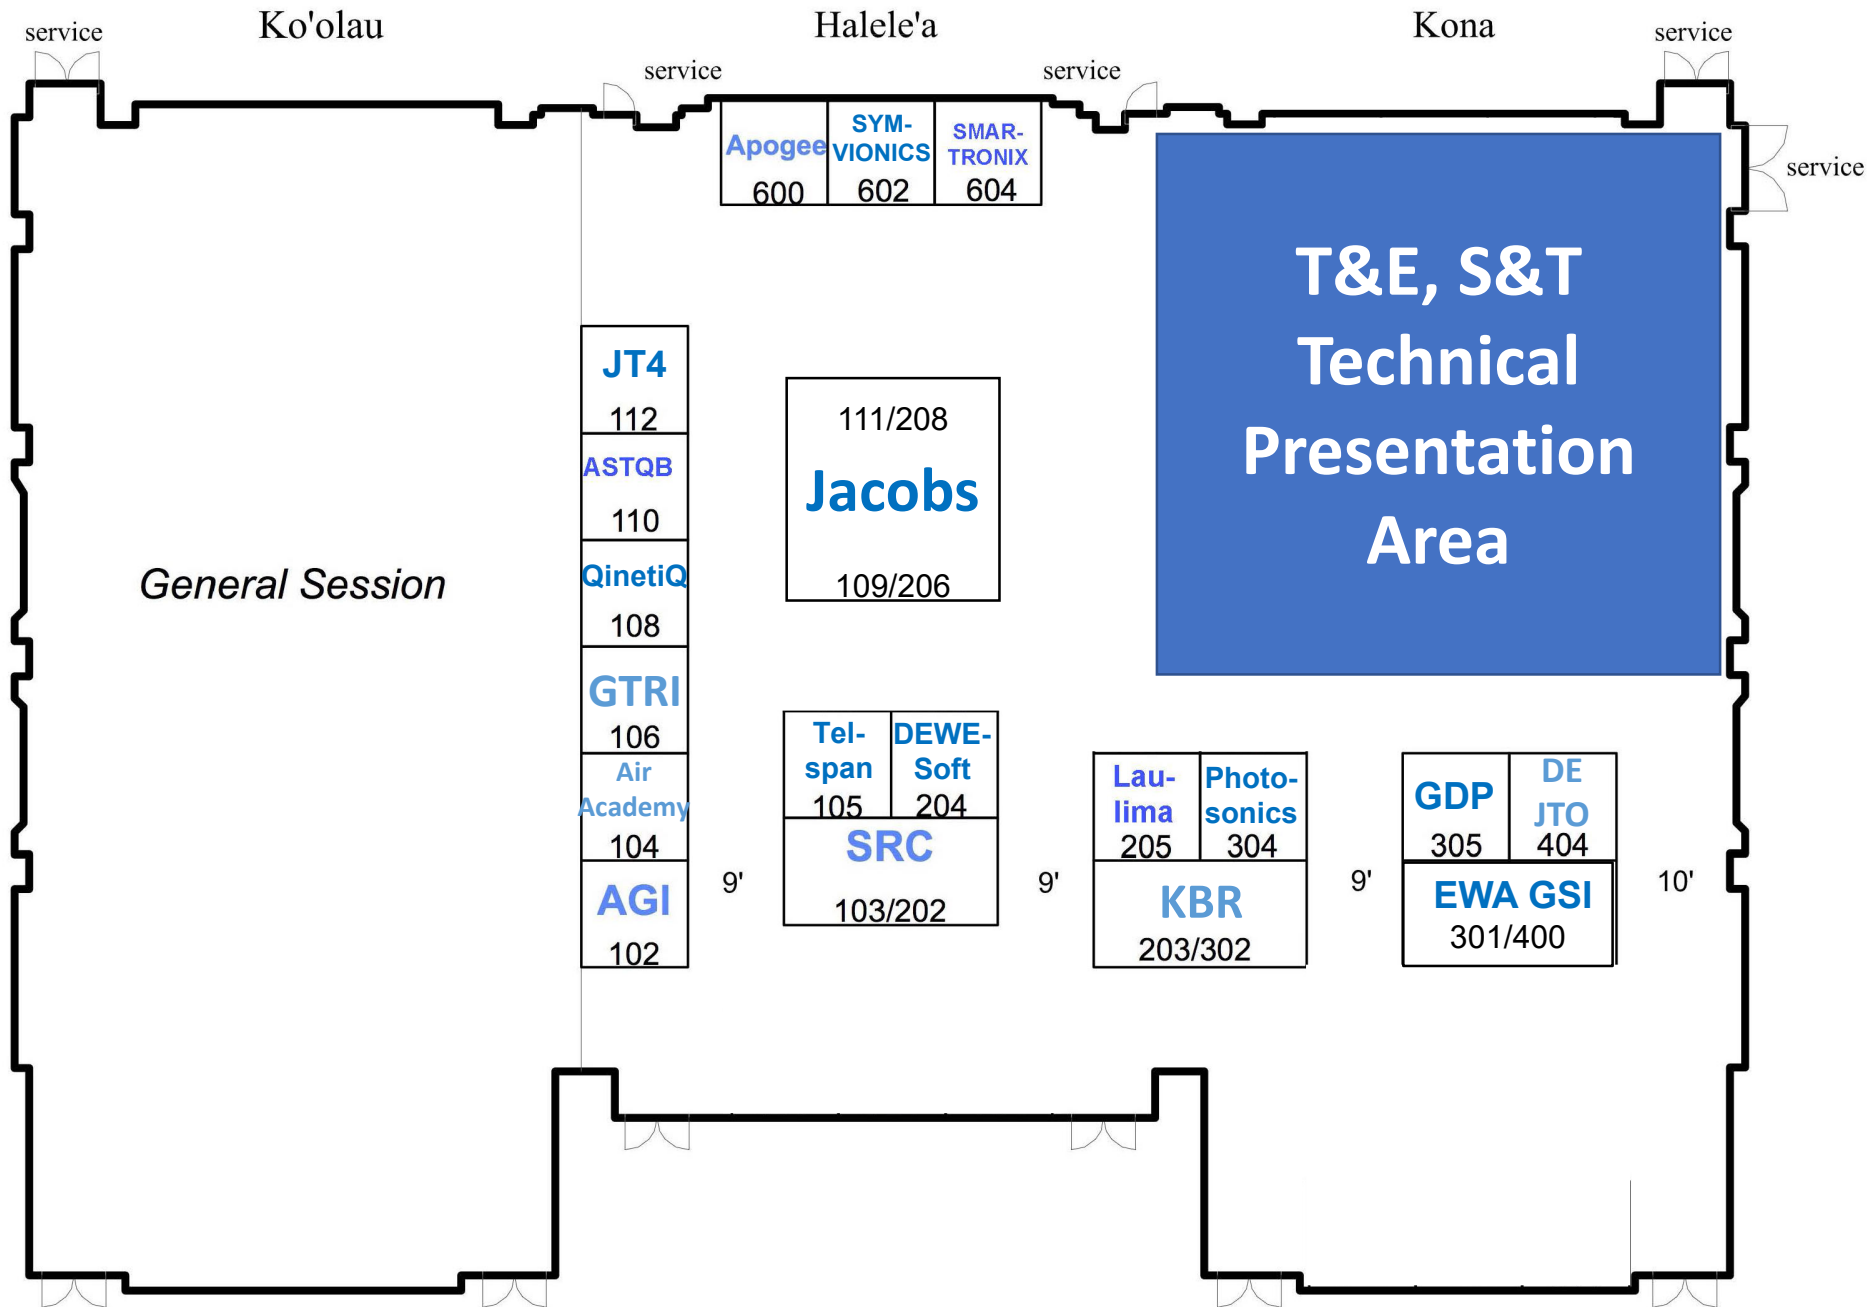 Ko'olau
Halele'a
Kona
service
service
service
service
service
Apogee
600
SYM-
VIONICS
602
SMAR-
TRONIX
604
T&E, S&T
Technical
Presentation
Area
General Session
JT4
112
ASTQB
110
QinetiQ
108
GTRI
106
Air
Academy
104
AGI
102
111/208
Jacobs
109/206
Tel-
span
105
DEWE-
Soft
204
SRC
103/202
9'
9'
Lau-
lima
205
Photo-
sonics
304
KBR
203/302
9'
GDP
305
DE
JTO
404
EWA GSI
301/400
10'